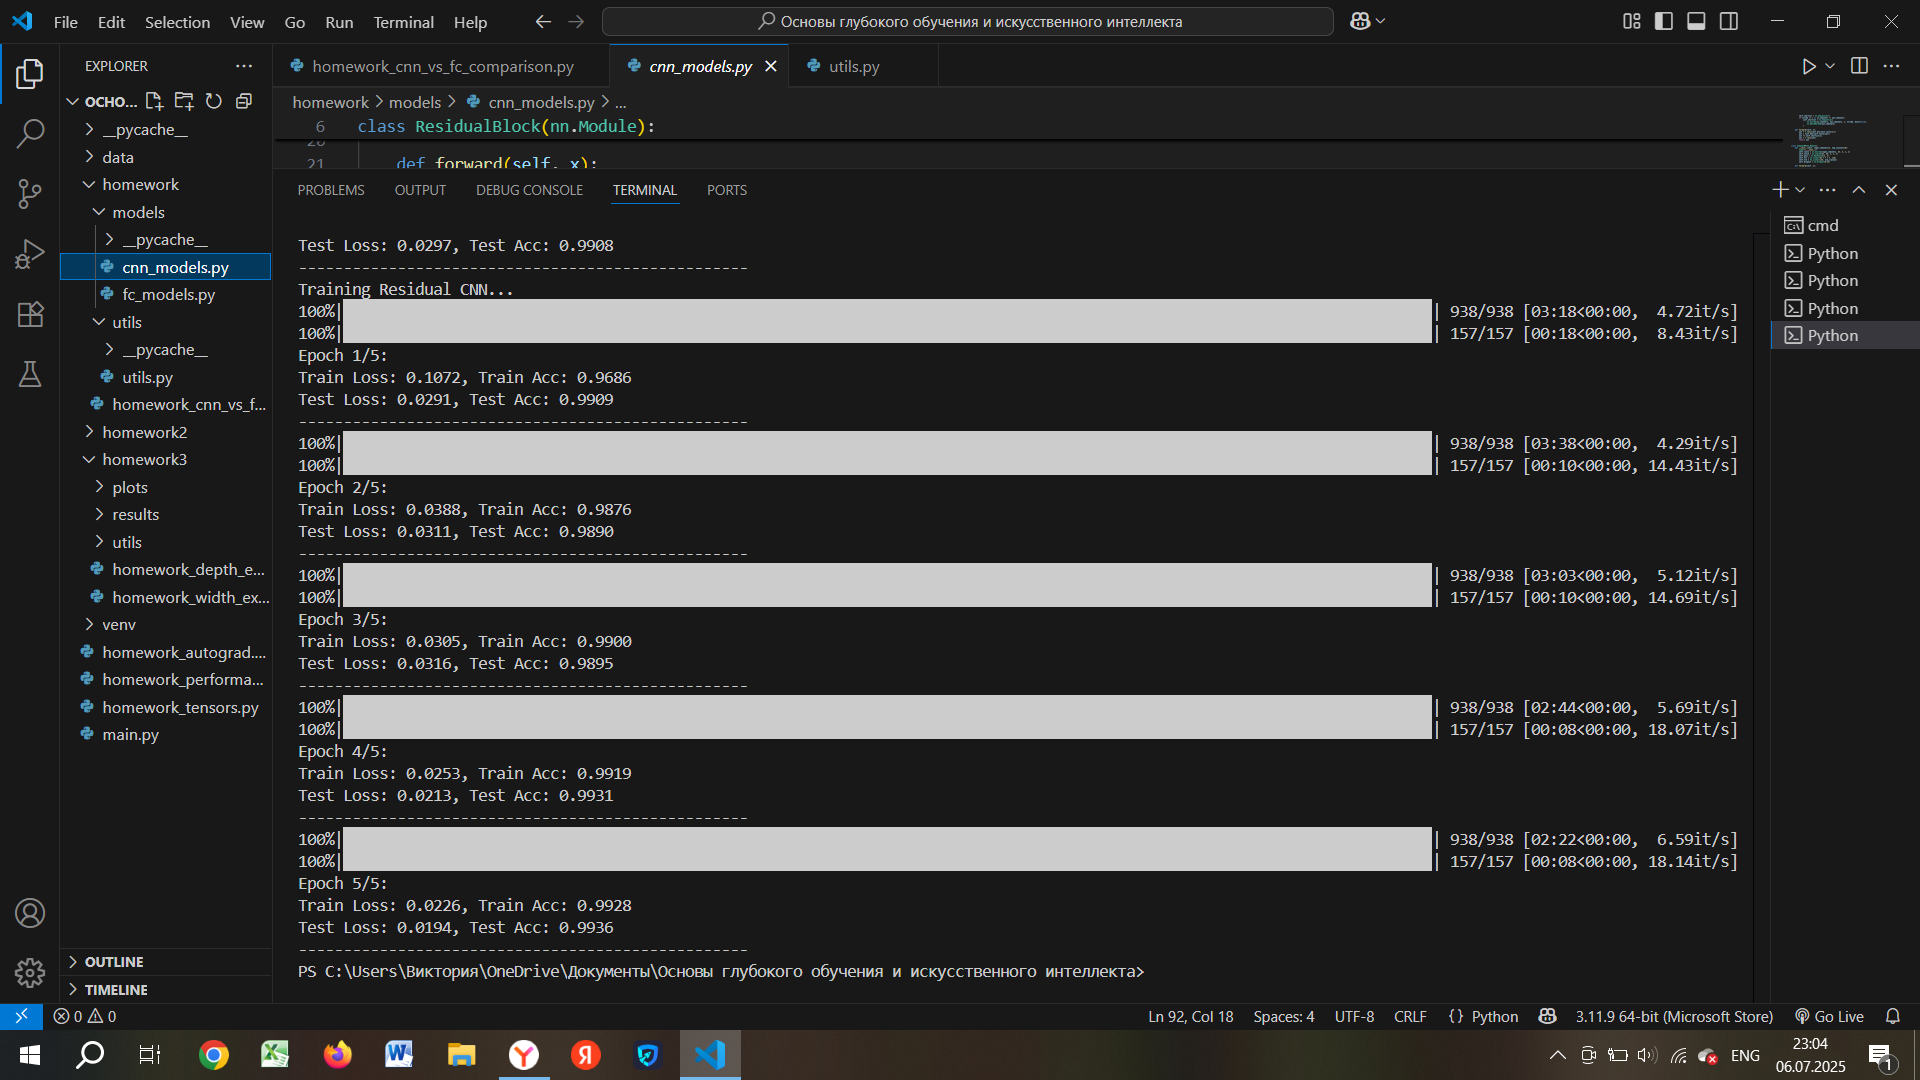 File Edit Selection View Go Run Terminal Help
Основы глубокого обучения и искусственного интеллекта
EXPLORER
ОСНО...
__pycache__
data
homework
models
__pycache__
cnn_models.py
fc_models.py
utils
__pycache__
utils.py
homework_cnn_vs_f...
homework2
homework3
plots
results
utils
homework_depth_e...
homework_width_ex...
venv
homework_autograd....
homework_performa...
homework_tensors.py
main.py
OUTLINE
TIMELINE
homework_cnn_vs_fc_comparison.py
cnn_models.py
utils.py
homework > models > cnn_models.py > ...
6 class ResidualBlock(nn.Module):
20
21 def forward(self, x):
PROBLEMS OUTPUT DEBUG CONSOLE TERMINAL PORTS
Test Loss: 0.0297, Test Acc: 0.9908
--------------------------------------------------
Training Residual CNN...
100%| | 938/938 [03:18<00:00, 4.72it/s]
100%| | 157/157 [00:18<00:00, 8.43it/s]
Epoch 1/5:
Train Loss: 0.1072, Train Acc: 0.9686
Test Loss: 0.0291, Test Acc: 0.9909
--------------------------------------------------
100%| | 938/938 [03:38<00:00, 4.29it/s]
100%| | 157/157 [00:10<00:00, 14.43it/s]
Epoch 2/5:
Train Loss: 0.0388, Train Acc: 0.9876
Test Loss: 0.0311, Test Acc: 0.9890
--------------------------------------------------
100%| | 938/938 [03:03<00:00, 5.12it/s]
100%| | 157/157 [00:10<00:00, 14.69it/s]
Epoch 3/5:
Train Loss: 0.0305, Train Acc: 0.9900
Test Loss: 0.0316, Test Acc: 0.9895
--------------------------------------------------
100%| | 938/938 [02:44<00:00, 5.69it/s]
100%| | 157/157 [00:08<00:00, 18.07it/s]
Epoch 4/5:
Train Loss: 0.0253, Train Acc: 0.9919
Test Loss: 0.0213, Test Acc: 0.9931
--------------------------------------------------
100%| | 938/938 [02:22<00:00, 6.59it/s]
100%| | 157/157 [00:08<00:00, 18.14it/s]
Epoch 5/5:
Train Loss: 0.0226, Train Acc: 0.9928
Test Loss: 0.0194, Test Acc: 0.9936
--------------------------------------------------
PS C:\Users\Виктория\OneDrive\Документы\Основы глубокого обучения и искусственного интеллекта>
cmd
Python
Python
Python
Python
0 0
Ln 92, Col 18 Spaces: 4 UTF-8 CRLF {} Python 3.11.9 64-bit (Microsoft Store) Go Live
ENG
23:04
06.07.2025
1